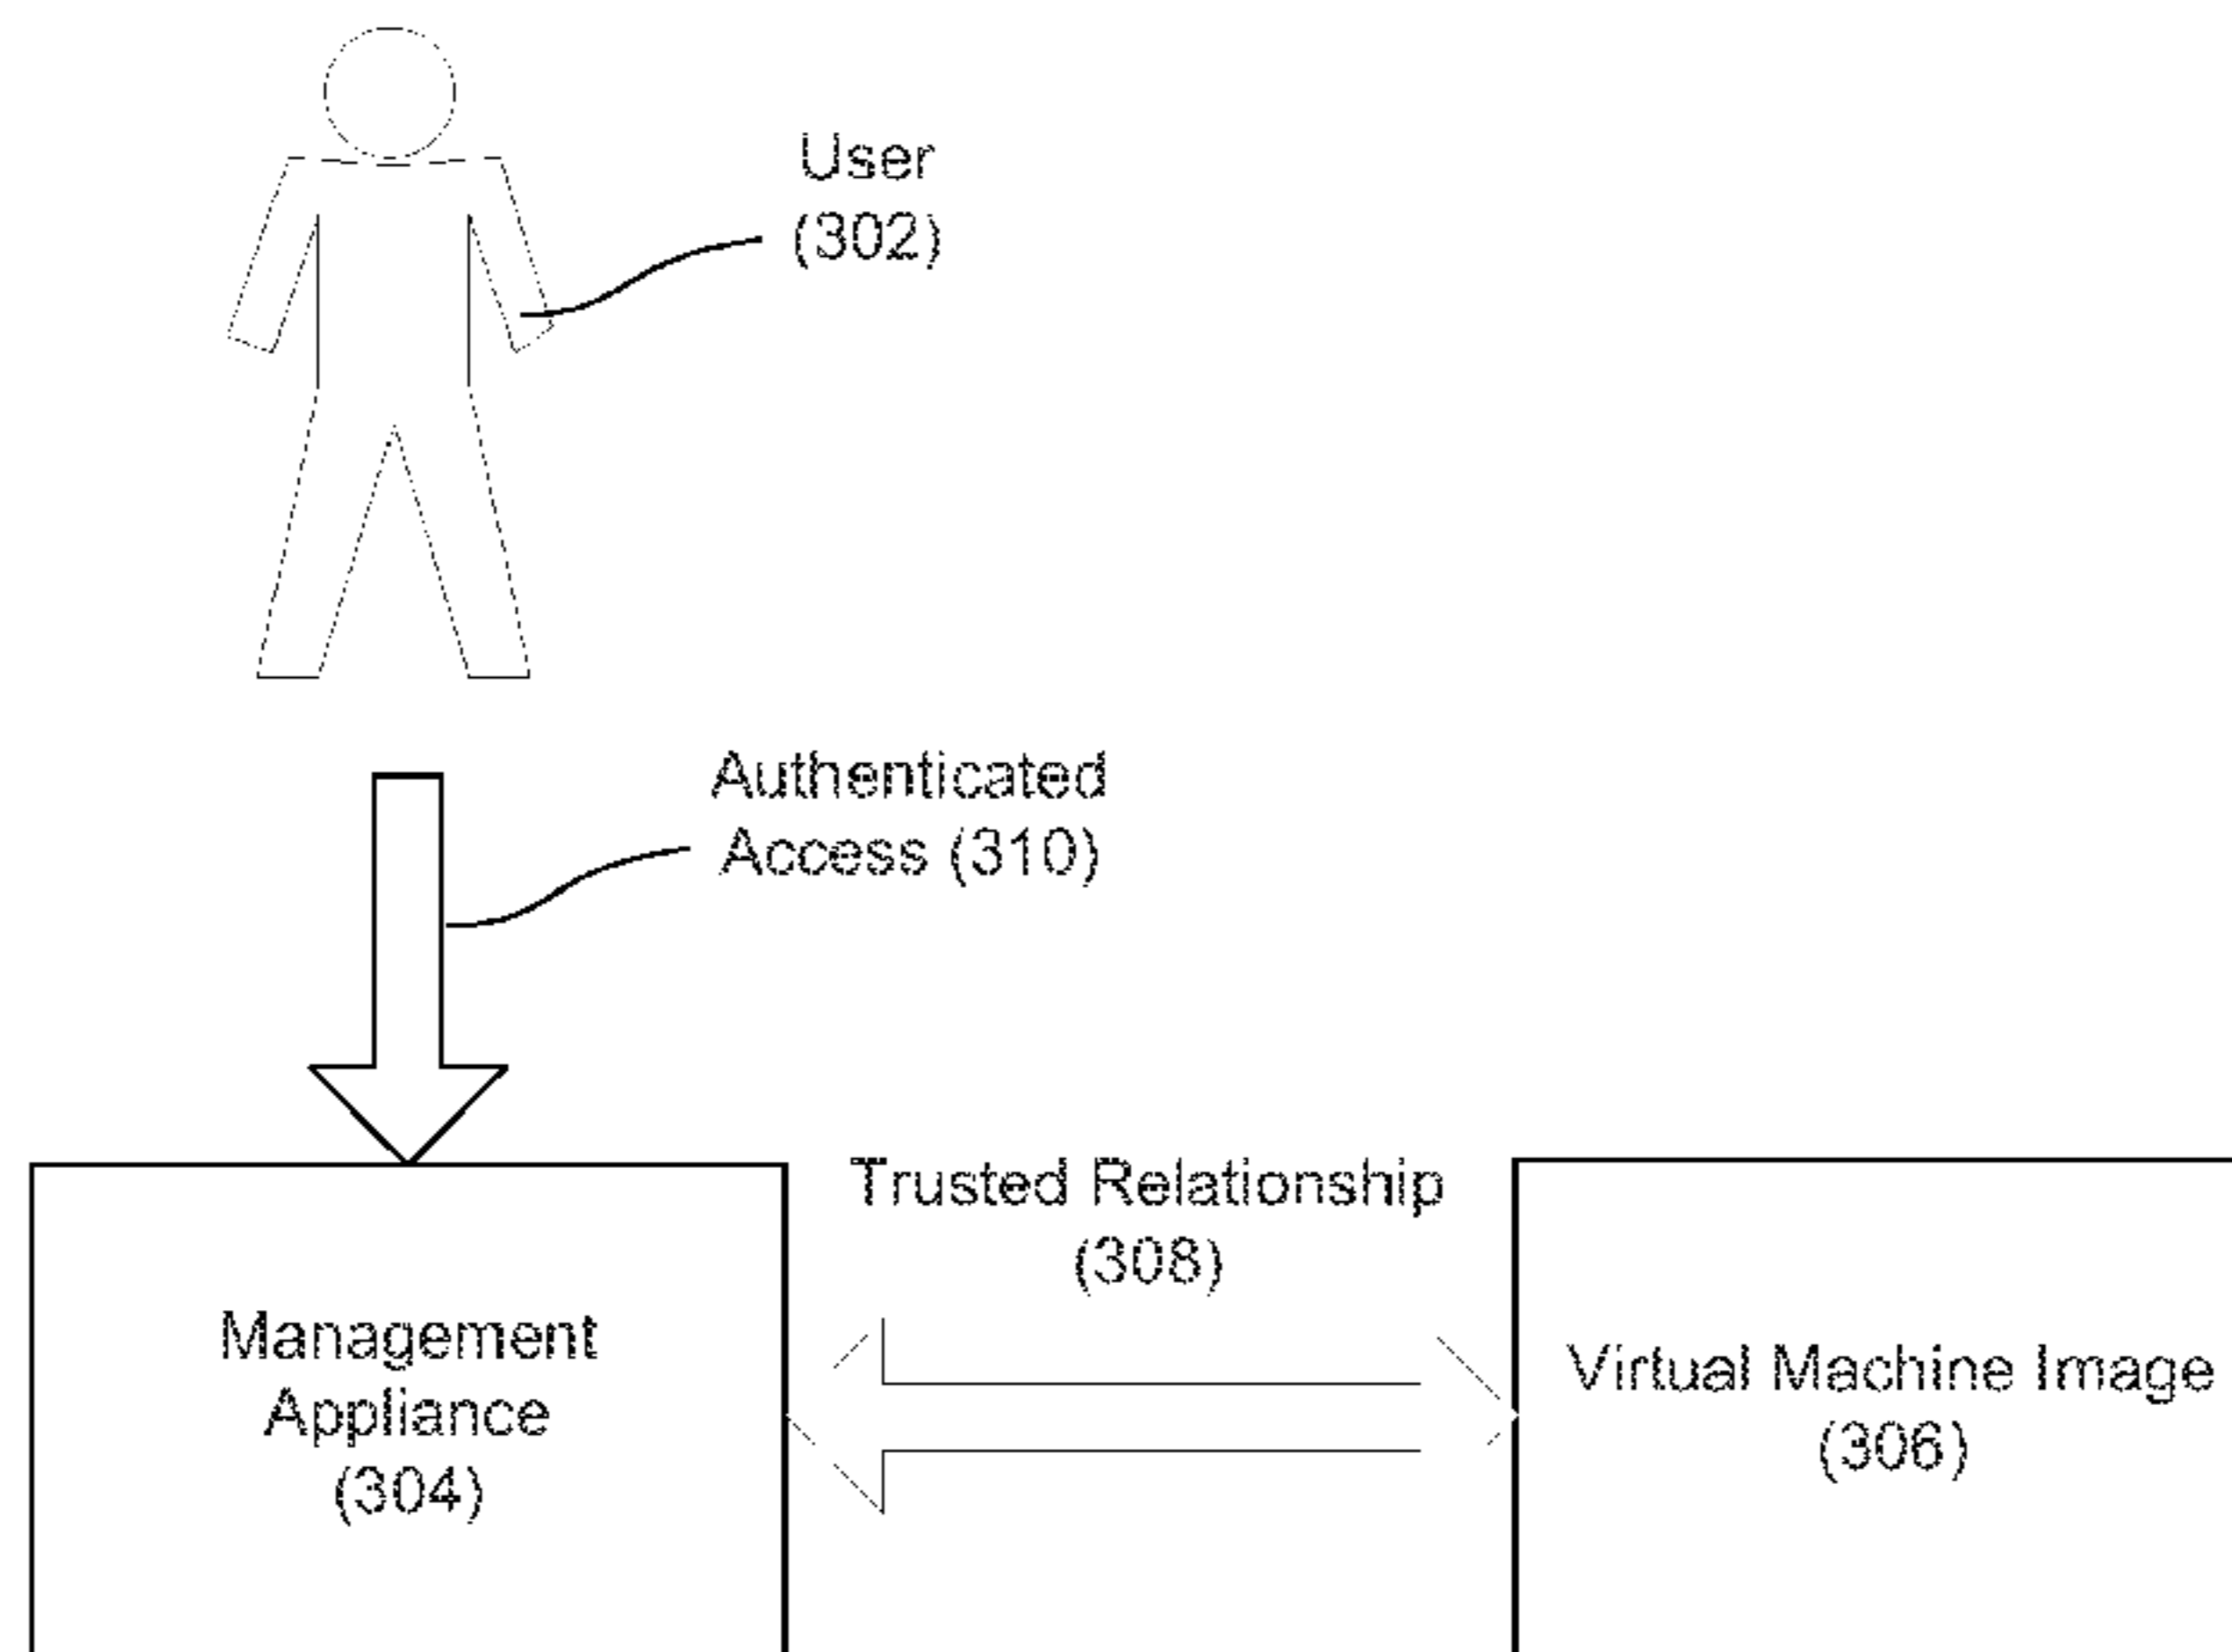 User
(302)
Authenticated
Access (310)
Trusted Relationship
(308)
Management
Appliance
(304)
Virtual Machine Image
(306)